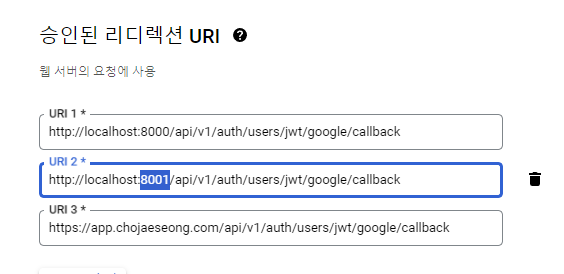 승인된 리디렉션 URI
웹 서버의 요청에 사용
URI 1 *
http://localhost:8000/api/v1/auth/users/jwt/google/callback
URI 2 *
http://localhost:8001/api/v1/auth/users/jwt/google/callback
URI 3 *
https://app.chojaeseong.com/api/v1/auth/users/jwt/google/callback